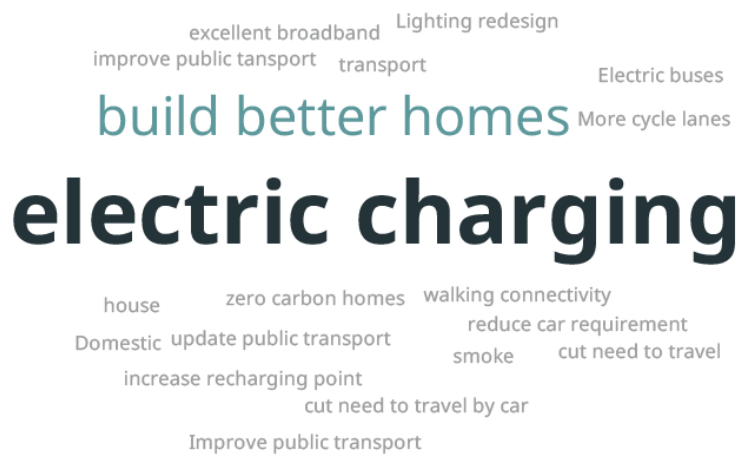 Lighting redesign
excellent broadband
improve public tansport
transport
Electric buses
build better homes
More cycle lanes
electric charging
house
zero carbon homes
walking connectivity
reduce car requirement
Domestic
update public transport
smoke
cut need to travel
increase recharging point
cut need to travel by car
Improve public transport